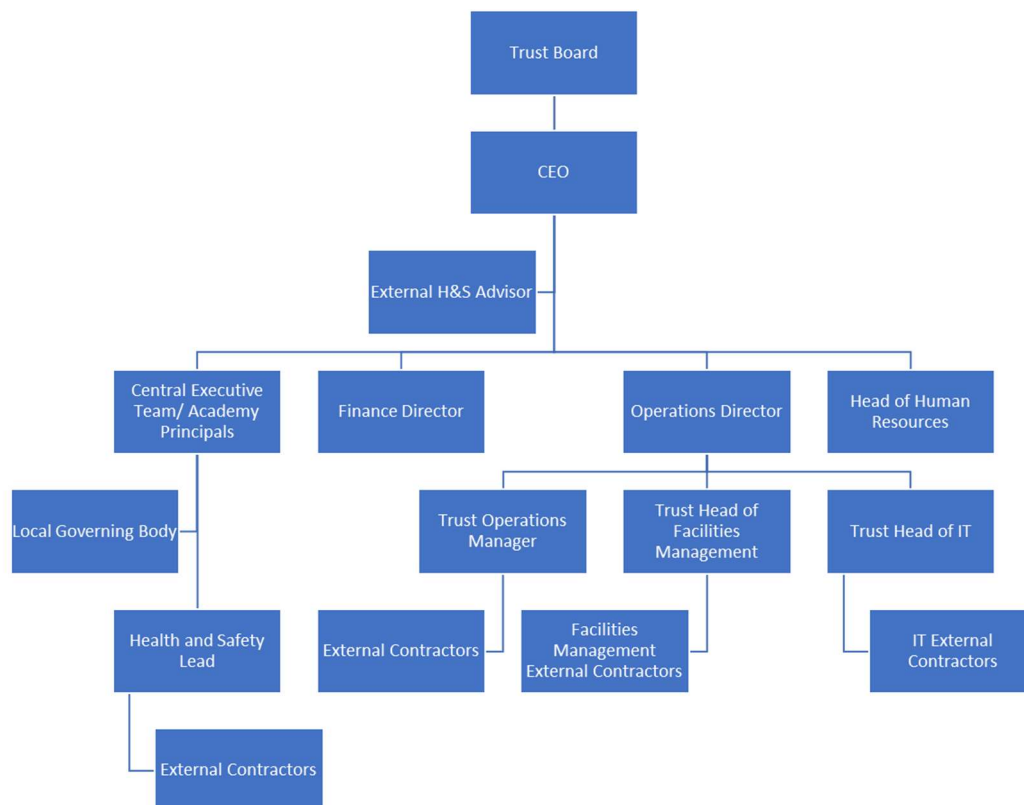 Trust Board
CEO
External H&S Advisor
Central Executive
Team/ Academy
Principals
Finance Director
Operations Director
Head of Human
Resources
Local Governing Body
Trust Operations
Manager
Trust Head of
Facilities
Management
Trust Head of IT
Health and Safety
Lead
External Contractors
Facilities
Management
External Contractors
IT External
Contractors
External Contractors